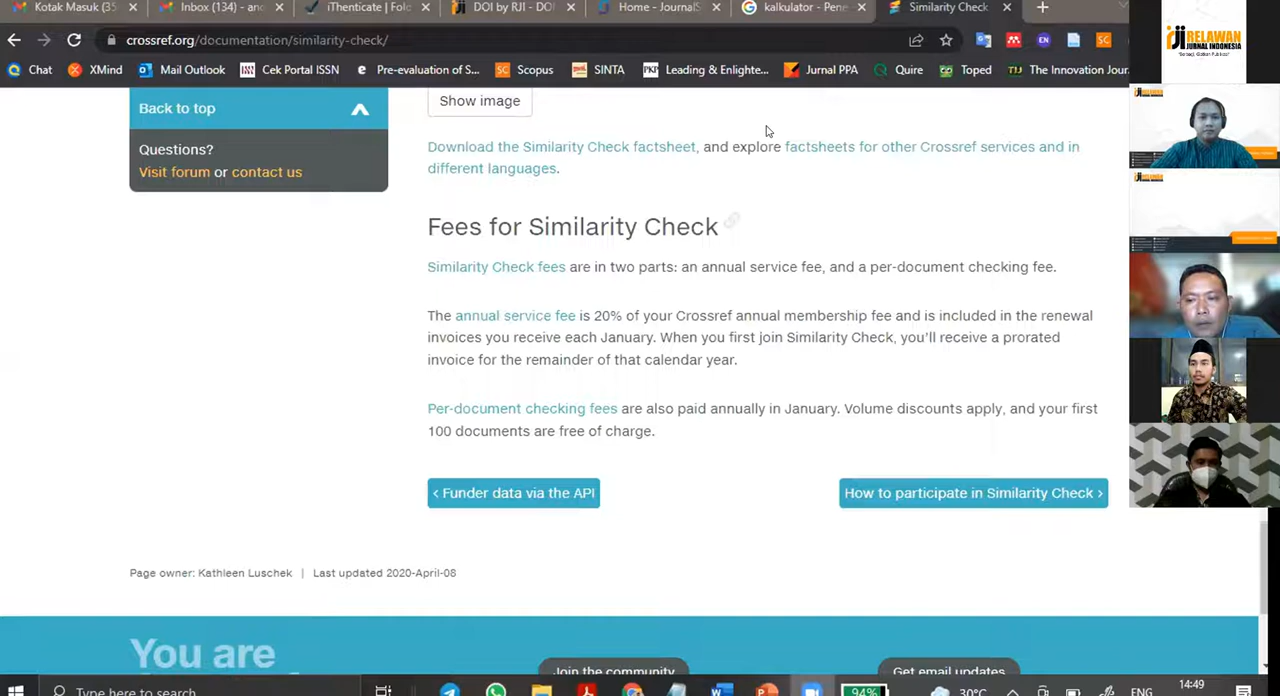 Kotak Masuk (35
Inbox (134) - and
iThenticate | Fold
DOI by RJI - DOI
Home - JournalS
kalkulator - Pene
Similarity Check
crossref.org/documentation/similarity-check/
Chat
XMind
Mail Outlook
Cek Portal ISSN
Pre-evaluation of S...
Scopus
SINTA
Leading & Enlighte...
Jurnal PPA
Quire
Toped
The Innovation Jour
RELAWAN
JURNAL INDONESIA
Back to top
Questions?
Visit forum or contact us
Show image
Download the Similarity Check factsheet, and explore factsheets for other Crossref services and in
different languages.
Fees for Similarity Check
Similarity Check fees are in two parts: an annual service fee, and a per-document checking fee.
The annual service fee is 20% of your Crossref annual membership fee and is included in the renewal
invoices you receive each January. When you first join Similarity Check, you’ll receive a prorated
invoice for the remainder of that calendar year.
Per-document checking fees are also paid annually in January. Volume discounts apply, and your first
100 documents are free of charge.
‹ Funder data via the API
How to participate in Similarity Check ›
Page owner: Kathleen Luschek | Last updated 2020-April-08
You are
Join the community
Get email updates
Type here to search
94%
30°C
ENG
14:49